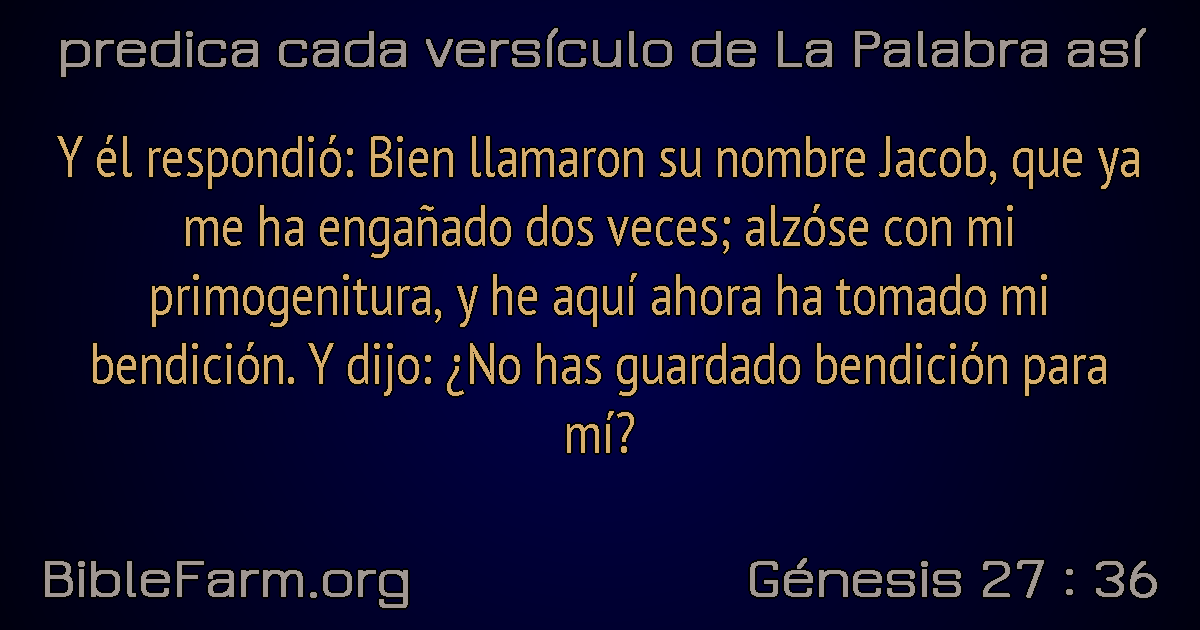 predica cada versículo de La Palabra así
Y él respondió: Bien llamaron su nombre Jacob, que ya
me ha engañado dos veces; alzóse con mi
primogenitura, y he aquí ahora ha tomado mi
bendición. Y dijo: ¿No has guardado bendición para
mí?
BibleFarm.org
Génesis 27 : 36